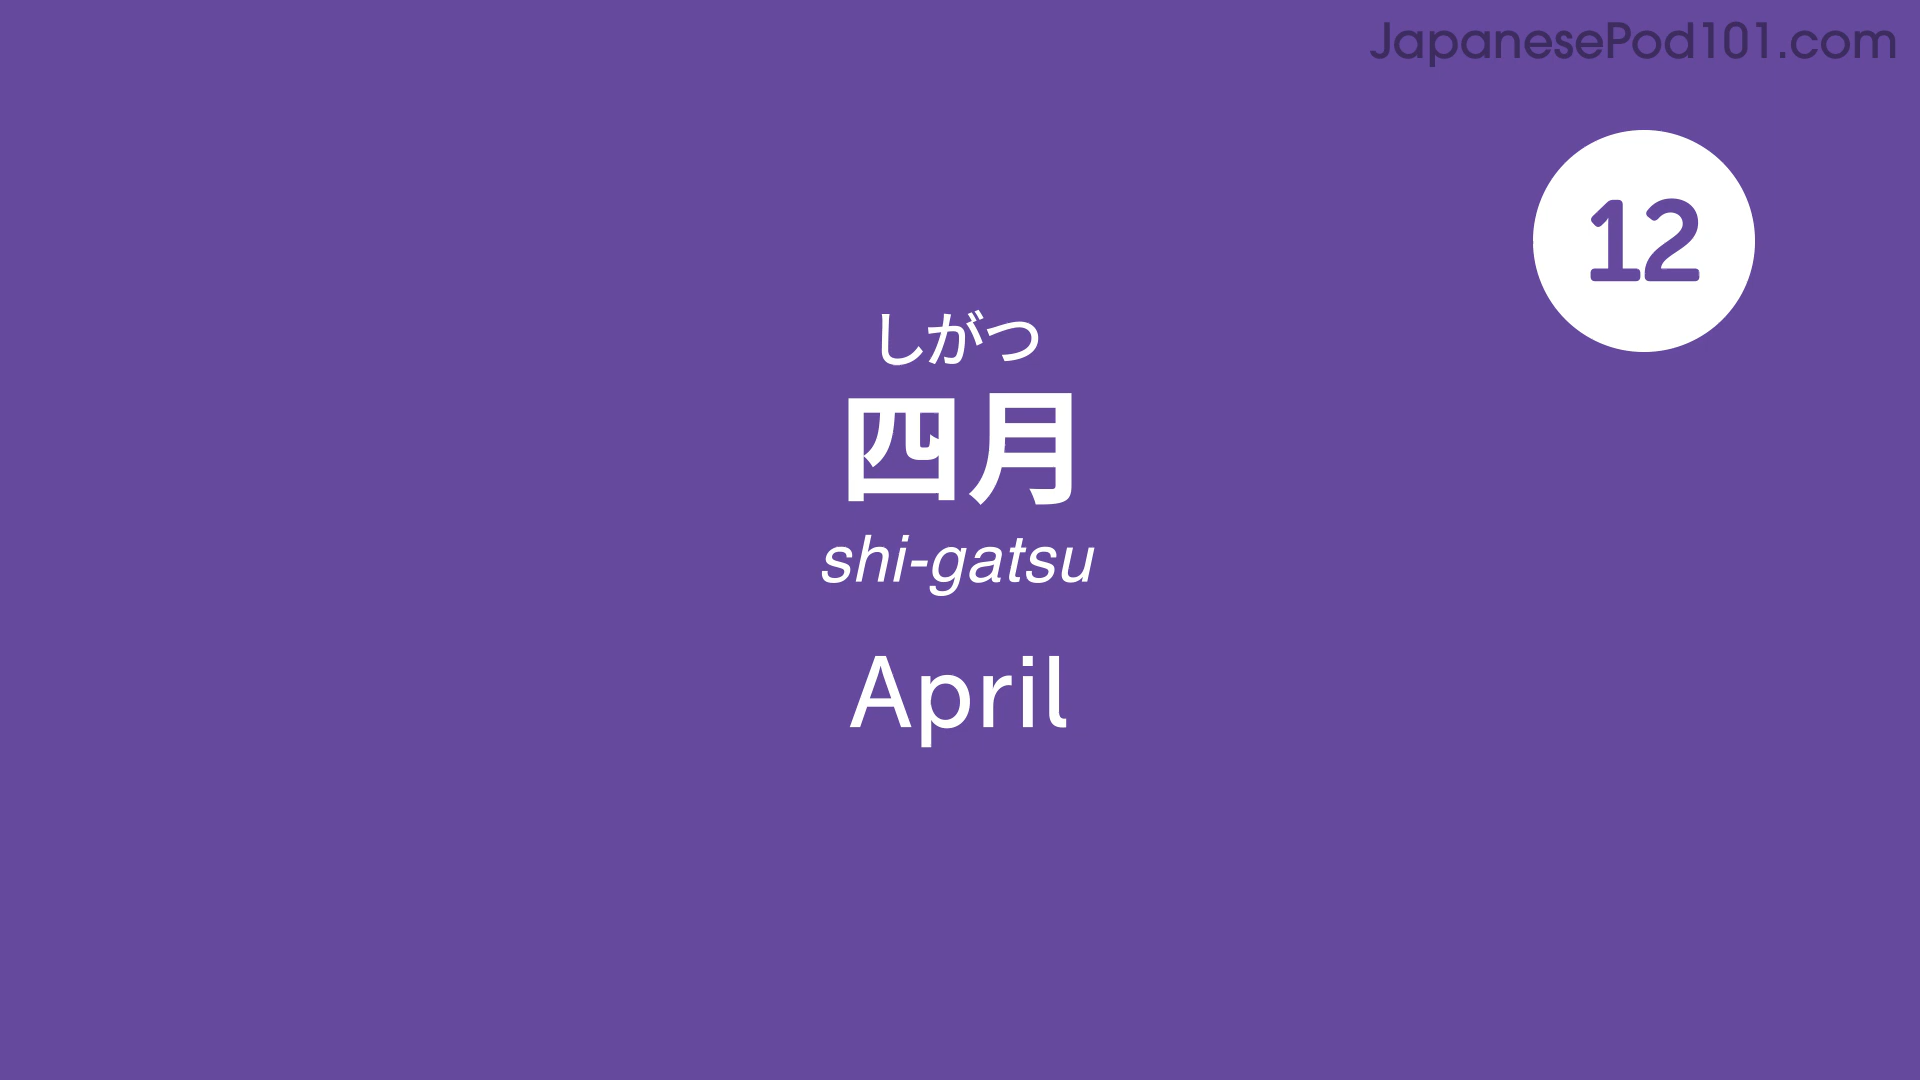 JapanesePod101.com
12
しがつ
四月
shi-gatsu
April